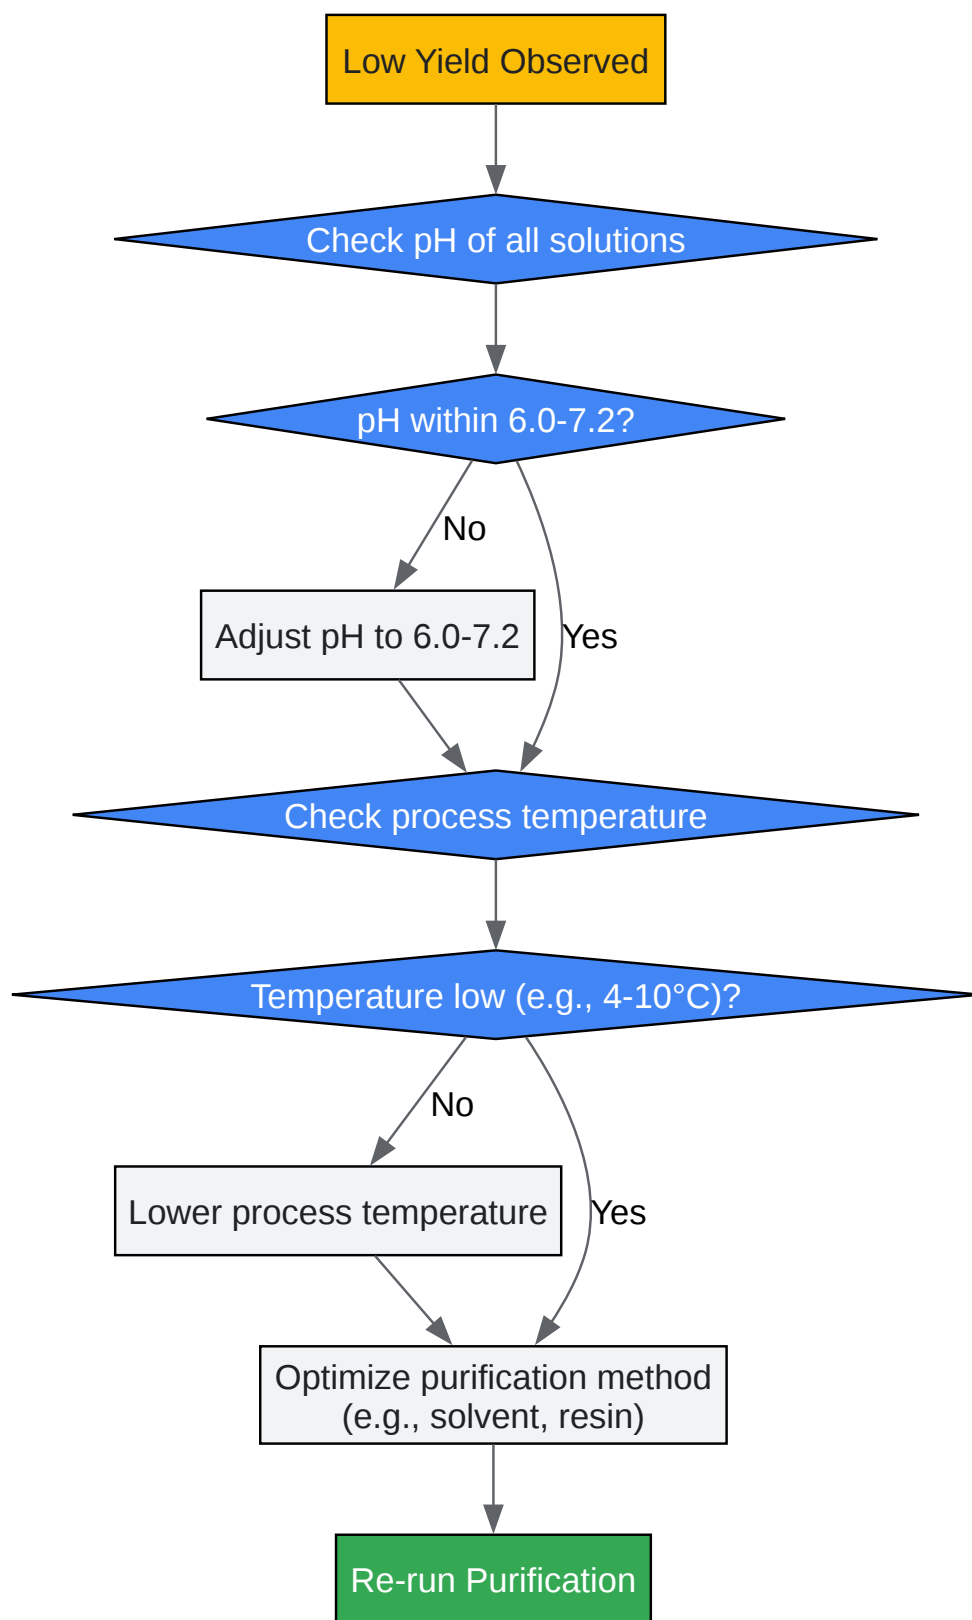 Low Yield Observed
Check pH of all solutions
pH within 6.0-7.2?
No
Adjust pH to 6.0-7.2
Yes
Check process temperature
Temperature low (e.g., 4-10°C)?
No
Lower process temperature
Yes
Optimize purification method
(e.g., solvent, resin)
Re-run Purification